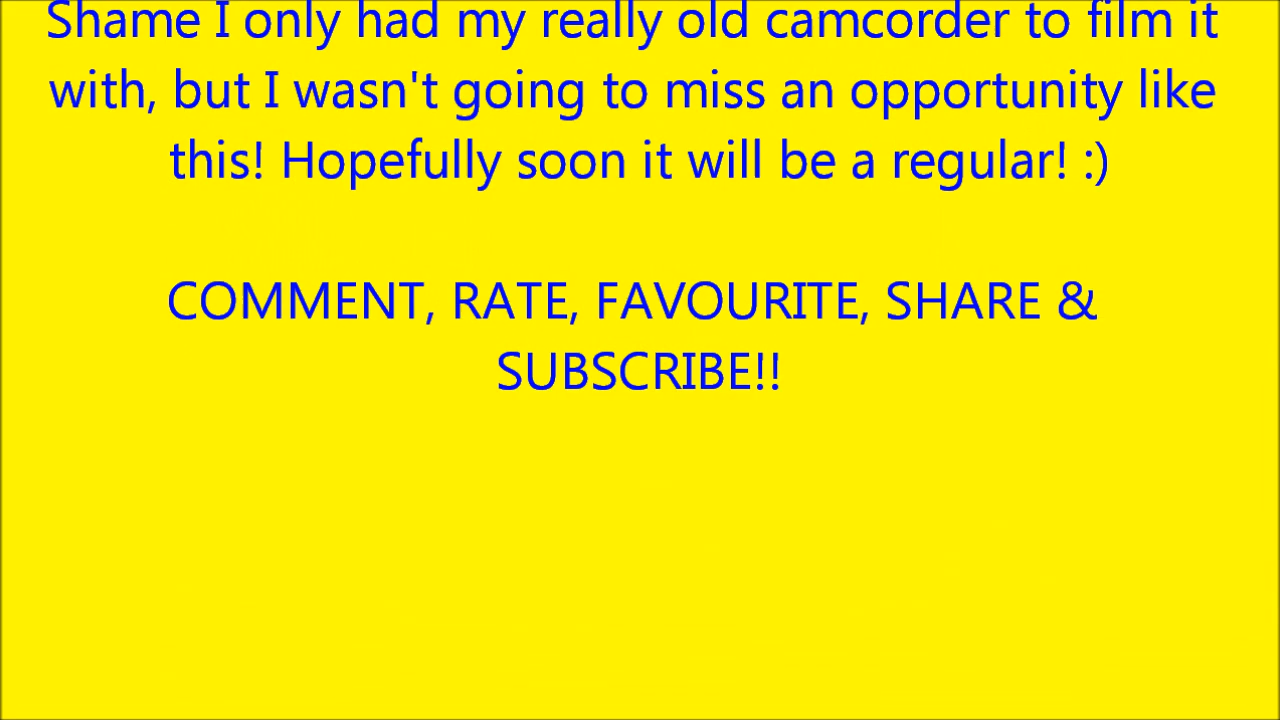 Shame I only had my really old camcorder to film it
with, but I wasn't going to miss an opportunity like
this! Hopefully soon it will be a regular! :)
COMMENT, RATE, FAVOURITE, SHARE &
SUBSCRIBE!!